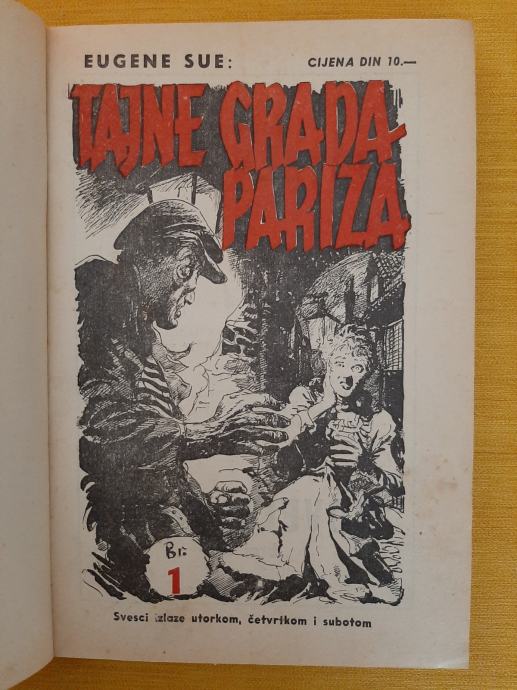 EUGENE SUE:
CIJENA DIN 10.—
TAJNE GRADA
PARIZA
Br.
1
Svesci izlaze utorkom, četvrtkom i subotom